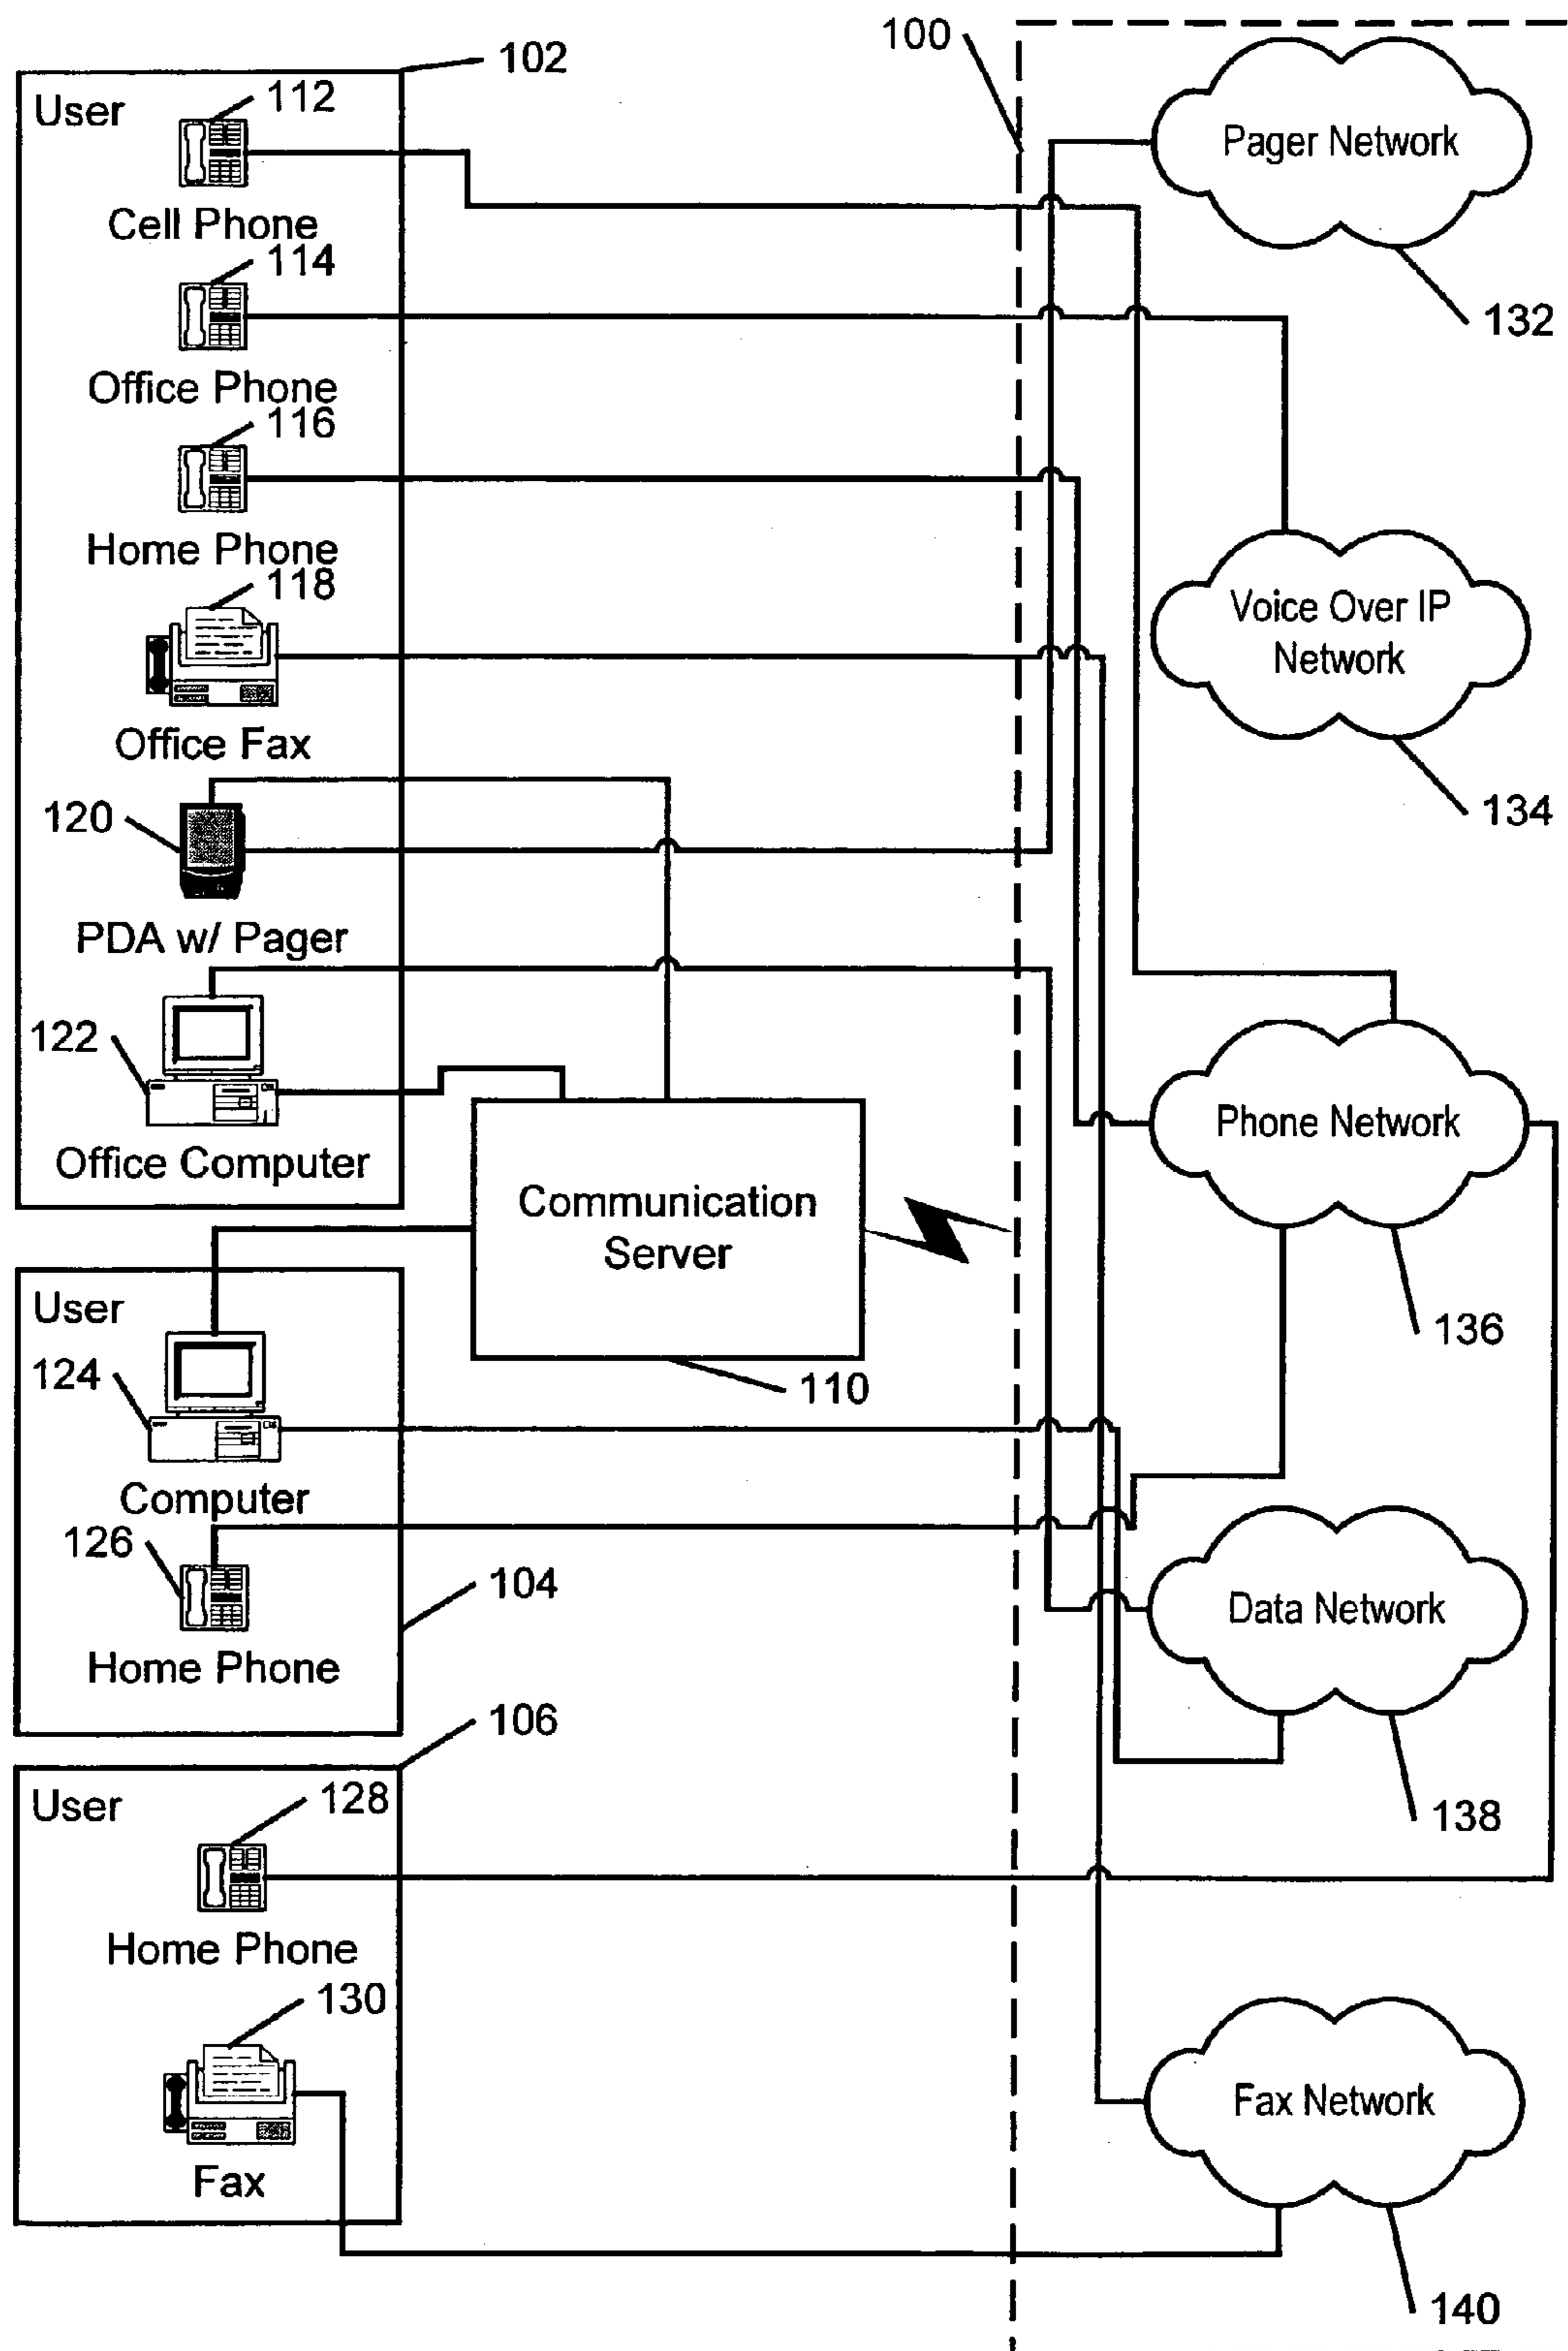 100
102
User
112
Cell Phone
114
Office Phone
116
Home Phone
118
Office Fax
120
PDA w/ Pager
122
Office Computer
Communication
Server
110
User
124
Computer
126
Home Phone
104
106
User
128
Home Phone
130
Fax
Pager Network
132
Voice Over IP
Network
134
Phone Network
136
Data Network
138
Fax Network
140